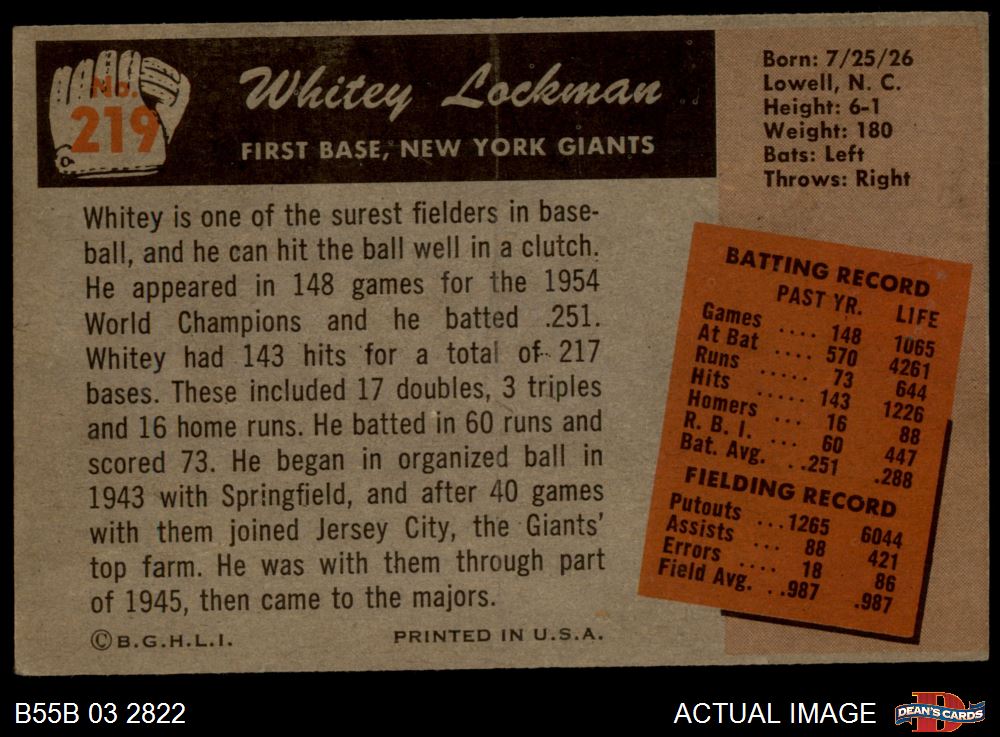 No.
219
Whitey Lockman
FIRST BASE, NEW YORK GIANTS
Born: 7/25/26
Lowell, N. C.
Height: 6-1
Weight: 180
Bats: Left
Throws: Right
Whitey is one of the surest fielders in base-
ball, and he can hit the ball well in a clutch.
He appeared in 148 games for the 1954
World Champions and he batted .251.
Whitey had 143 hits for a total of 217
bases. These included 17 doubles, 3 triples
and 16 home runs. He batted in 60 runs and
scored 73. He began in organized ball in
1943 with Springfield, and after 40 games
with them joined Jersey City, the Giants'
top farm. He was with them through part
of 1945, then came to the majors.
©B.G.H.L.I. PRINTED IN U.S.A.
BATTING RECORD
PAST YR. LIFE
Games .... 148 1065
At Bat .... 570 4261
Runs ..... 73 644
Hits ..... 143 1226
Homers .... 16 88
R. B. I. ... 60 447
Bat. Avg. ...251 .288
FIELDING RECORD
Putouts ...1265 6044
Assists ... 88 421
Errors .... 18 86
Field Avg. ..987 .987
B55B 03 2822
ACTUAL IMAGE
D
DEAN'S CARDS